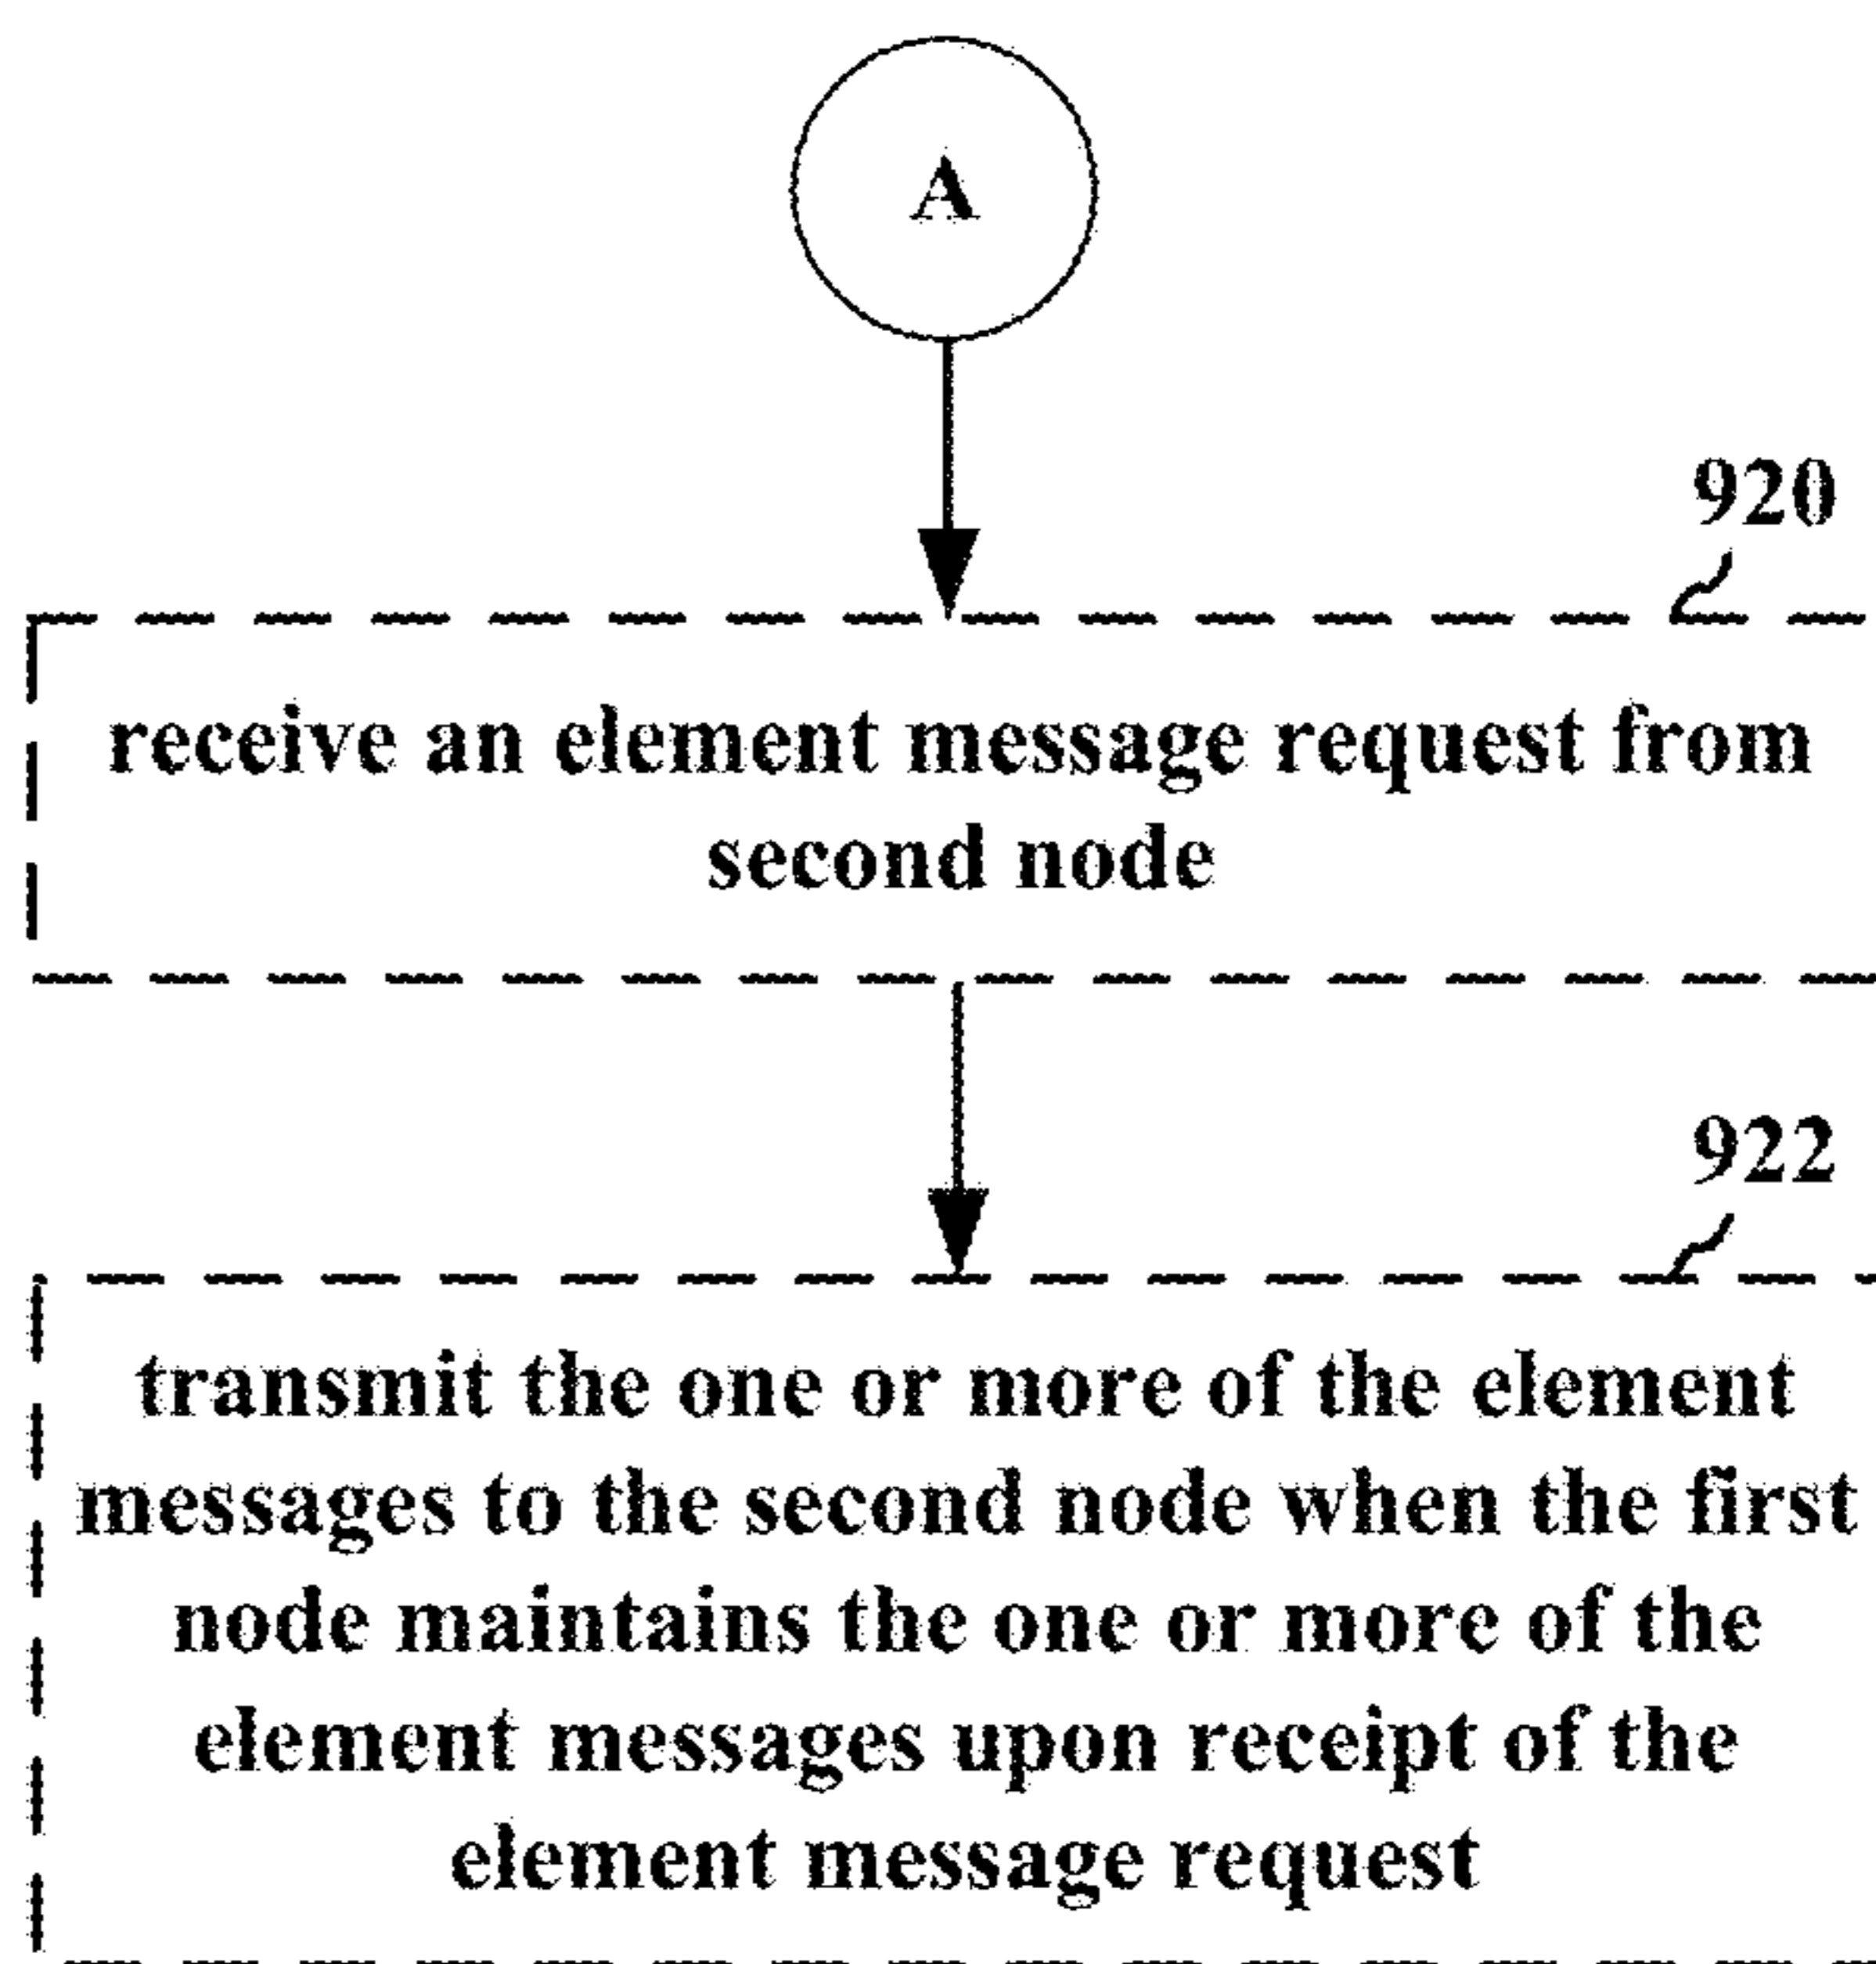 A
920
receive an element message request from
second node
922
transmit the one or more of the element
messages to the second node when the first
node maintains the one or more of the
element messages upon receipt of the
element message request